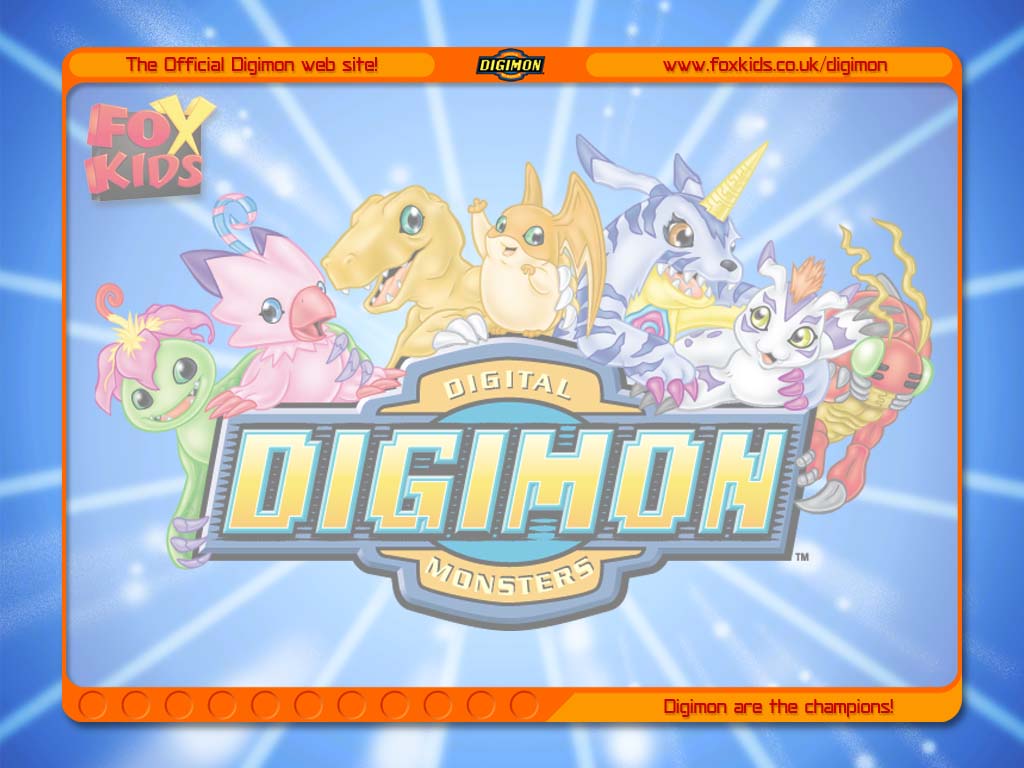 The Official Digimon web site!
DIGIMON
www.foxkids.co.uk/digimon
FOX
KIDS
DIGITAL
DIGIMON
MONSTERS
TM
Digimon are the champions!